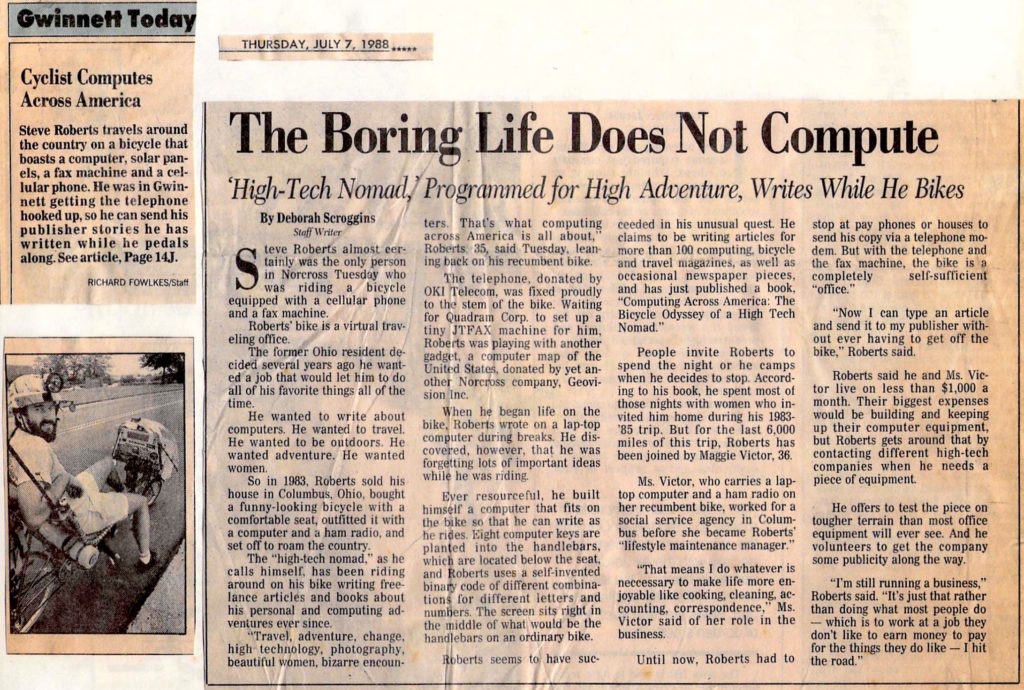 Gwinnett Today
Cyclist Computes
Across America
Steve Roberts travels around
the country on a bicycle that
boasts a computer, solar pan-
els, a fax machine and a cel-
lular phone. He was in Gwin-
nett getting the telephone
hooked up, so he can send his
publisher stories he has
written while he pedals
along. See article, Page 14J.
RICHARD FOWLKES/Staff
THURSDAY, JULY 7, 1988 *****
The Boring Life Does Not Compute
‘High-Tech Nomad,’ Programmed for High Adventure, Writes While He Bikes
By Deborah Scroggins
Staff Writer
Steve Roberts almost cer-
tainly was the only person
in Norcross Tuesday who
was riding a bicycle
equipped with a cellular phone
and a fax machine.
Roberts' bike is a virtual trav-
eling office.
The former Ohio resident de-
cided several years ago he want-
ed a job that would let him to do
all of his favorite things all of the
time.
He wanted to write about
computers. He wanted to travel.
He wanted to be outdoors. He
wanted adventure. He wanted
women.
So in 1983, Roberts sold his
house in Columbus, Ohio, bought
a funny-looking bicycle with a
comfortable seat, outfitted it with
a computer and a ham radio, and
set off to roam the country.
The "high-tech nomad," as he
calls himself, has been riding
around on his bike writing free-
lance articles and books about
his personal and computing ad-
ventures ever since.
"Travel, adventure, change,
high technology, photography,
beautiful women, bizarre encoun-
ters. That's what computing
across America is all about,"
Roberts, 35, said Tuesday, lean-
ing back on his recumbent bike.
The telephone, donated by
OKI Telecom, was fixed proudly
to the stem of the bike. Waiting
for Quadram Corp. to set up a
tiny JTFAX machine for him,
Roberts was playing with another
gadget, a computer map of the
United States, donated by yet an-
other Norcross company, Geovi-
sion Inc.
When he began life on the
bike, Roberts wrote on a lap-top
computer during breaks. He dis-
covered, however, that he was
forgetting lots of important ideas
while he was riding.
Ever resourceful, he built
himself a computer that fits on
the bike so that he can write as
he rides. Eight computer keys are
planted into the handlebars,
which are located below the seat,
and Roberts uses a self-invented
binary code of different combina-
tions for different letters and
numbers. The screen sits right in
the middle of what would be the
handlebars on an ordinary bike.
Roberts seems to have suc-
ceeded in his unusual quest. He
claims to be writing articles for
more than 100 computing, bicycle
and travel magazines, as well as
occasional newspaper pieces,
and has just published a book,
"Computing Across America: The
Bicycle Odyssey of a High Tech
Nomad."
People invite Roberts to
spend the night or he camps
when he decides to stop. Accord-
ing to his book, he spent most of
those nights with women who in-
vited him home during his 1983-
'85 trip. But for the last 6,000
miles of this trip, Roberts has
been joined by Maggie Victor, 36.
Ms. Victor, who carries a lap-
top computer and a ham radio on
her recumbent bike, worked for a
social service agency in Colum-
bus before she became Roberts'
"lifestyle maintenance manager."
"That means I do whatever is
neccessary to make life more en-
joyable like cooking, cleaning, ac-
counting, correspondence," Ms.
Victor said of her role in the
business.
Until now, Roberts had to
stop at pay phones or houses to
send his copy via a telephone mo-
dem. But with the telephone and
the fax machine, the bike is a
completely self-sufficient
"office."
"Now I can type an article
and send it to my publisher with-
out ever having to get off the
bike," Roberts said.
Roberts said he and Ms. Vic-
tor live on less than $1,000 a
month. Their biggest expenses
would be building and keeping
up their computer equipment,
but Roberts gets around that by
contacting different high-tech
companies when he needs a
piece of equipment.
He offers to test the piece on
tougher terrain than most office
equipment will ever see. And he
volunteers to get the company
some publicity along the way.
"I'm still running a business,"
Roberts said. "It's just that rather
than doing what most people do
— which is to work at a job they
don't like to earn money to pay
for the things they do like — I hit
the road."